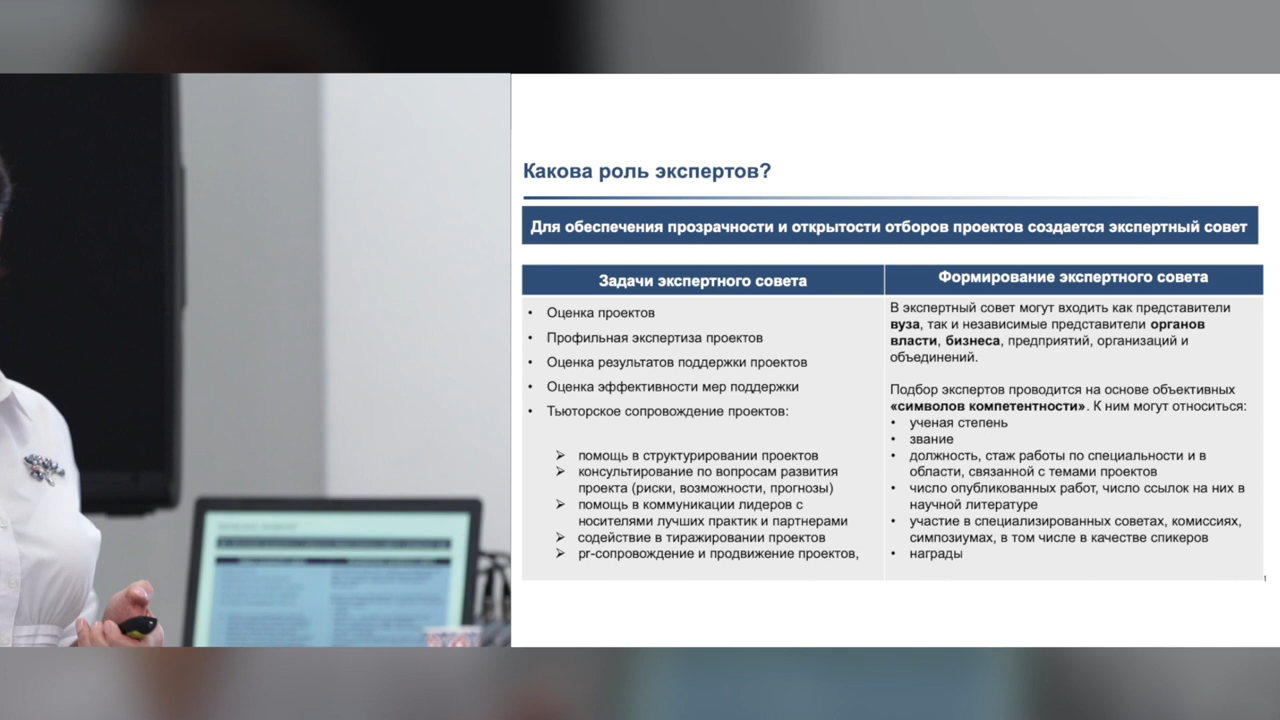 Какова роль экспертов?
Для обеспечения прозрачности и открытости отборов проектов создается экспертный совет
Задачи экспертного совета
• Оценка проектов
• Профильная экспертиза проектов
• Оценка результатов поддержки проектов
• Оценка эффективности мер поддержки
• Тьюторское сопровождение проектов:
➢ помощь в структурировании проектов
➢ консультирование по вопросам развития
проекта (риски, возможности, прогнозы)
➢ помощь в коммуникации лидеров с
носителями лучших практик и партнерами
➢ содействие в тиражировании проектов
➢ pr-сопровождение и продвижение проектов,
Формирование экспертного совета
В экспертный совет могут входить как представители
вуза, так и независимые представители органов
власти, бизнеса, предприятий, организаций и
объединений.
Подбор экспертов проводится на основе объективных
«символов компетентности». К ним могут относиться:
• ученая степень
• звание
• должность, стаж работы по специальности и в
области, связанной с темами проектов
• число опубликованных работ, число ссылок на них в
научной литературе
• участие в специализированных советах, комиссиях,
симпозиумах, в том числе в качестве спикеров
• награды
1